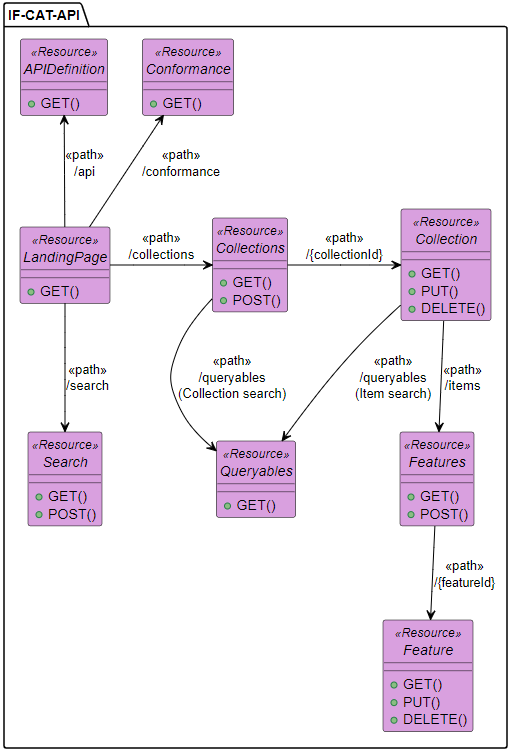 IF-CAT-API
«Resource»
APIDefinition
GET()
«Resource»
Conformance
GET()
«path»
/api
«path»
/conformance
«Resource»
LandingPage
GET()
«path»
/collections
«Resource»
Collections
GET()
POST()
«path»
/{collectionId}
«Resource»
Collection
GET()
PUT()
DELETE()
«path»
/search
«path»
/queryables
(Collection search)
«path»
/queryables
(Item search)
«path»
/items
«Resource»
Search
GET()
POST()
«Resource»
Queryables
GET()
«Resource»
Features
GET()
POST()
«path»
/{featureId}
«Resource»
Feature
GET()
PUT()
DELETE()